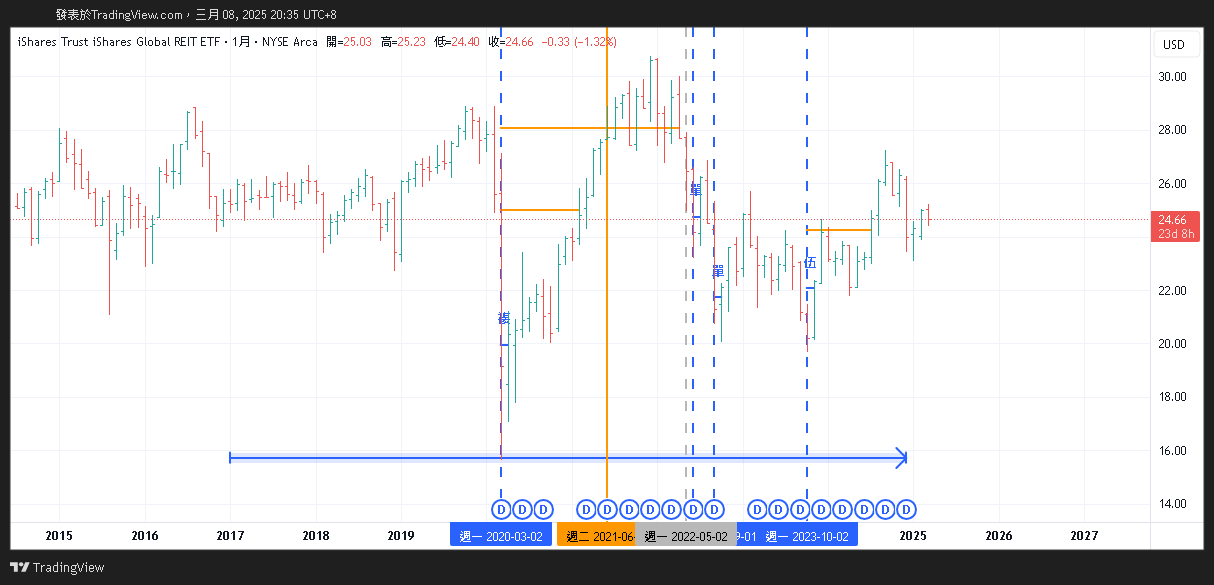 發表於TradingView.com，三月 08, 2025 20:35 UTC+8
iShares Trust iShares Global REIT ETF・1月・NYSE Arca 開=25.03 高=25.23 低=24.40 收=24.66 −0.33 (−1.32%)
USD
30.00
28.00
26.00
單
24.66
23d 8h
單
伍
22.00
複
20.00
18.00
16.00
D D D D D D D D D D D D D D D D D D D
14.00
2015 2016 2017 2018 2019 週一 2020-03-02 週二 2021-06 週一 2022-05-02 9-01 週一 2023-10-02 2025 2026 2027
TradingView